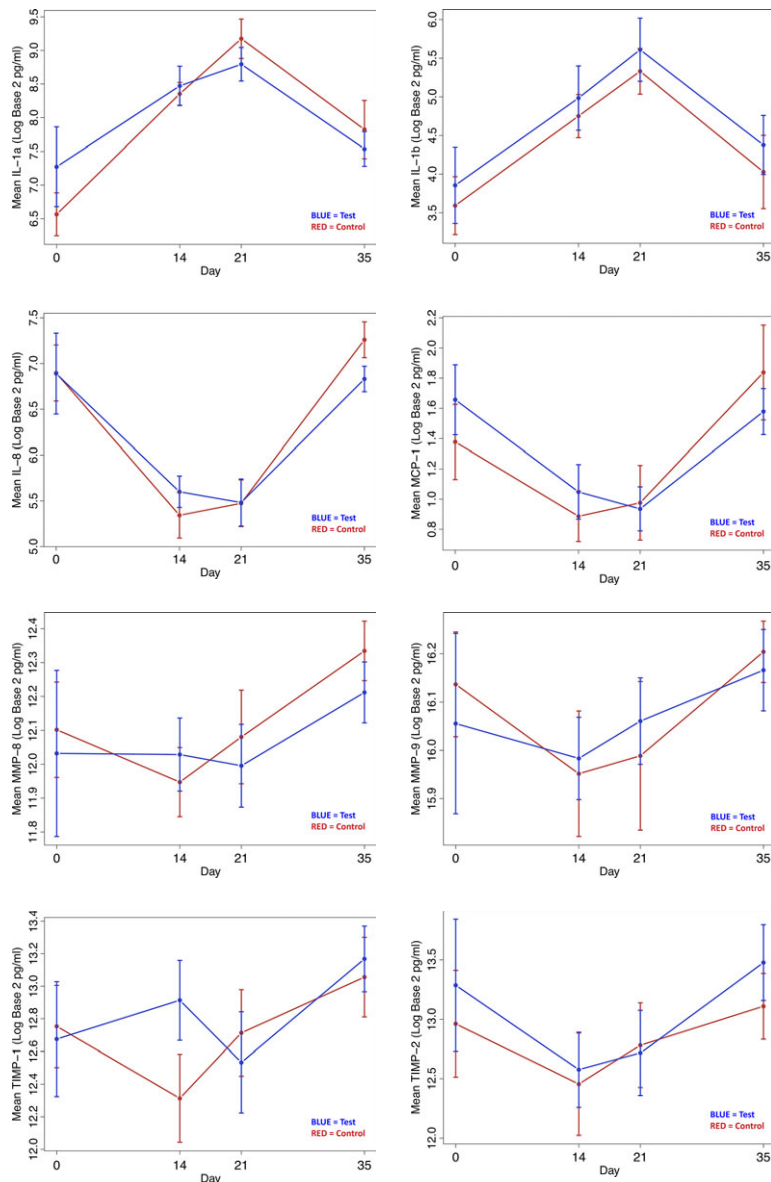 Mean IL-1a (Log Base 2 pg/ml)
9.5
9.0
8.5
8.0
7.5
7.0
6.5
BLUE = Test
RED = Control
0 14 21 35
Day
Mean IL-1b (Log Base 2 pg/ml)
6.0
5.5
5.0
4.5
4.0
3.5
BLUE = Test
RED = Control
0 14 21 35
Day
Mean IL-8 (Log Base 2 pg/ml)
7.5
7.0
6.5
6.0
5.5
5.0
BLUE = Test
RED = Control
0 14 21 35
Day
Mean MCP-1 (Log Base 2 pg/ml)
2.2
2.0
1.8
1.6
1.4
1.2
1.0
0.8
BLUE = Test
RED = Control
0 14 21 35
Day
Mean MMP-8 (Log Base 2 pg/ml)
12.4
12.3
12.2
12.1
12.0
11.9
11.8
BLUE = Test
RED = Control
0 14 21 35
Day
Mean MMP-9 (Log Base 2 pg/ml)
16.2
16.1
16.0
15.9
BLUE = Test
RED = Control
0 14 21 35
Day
Mean TIMP-1 (Log Base 2 pg/ml)
13.4
13.2
13.0
12.8
12.6
12.4
12.2
12.0
BLUE = Test
RED = Control
0 14 21 35
Day
Mean TIMP-2 (Log Base 2 pg/ml)
13.5
13.0
12.5
12.0
BLUE = Test
RED = Control
0 14 21 35
Day